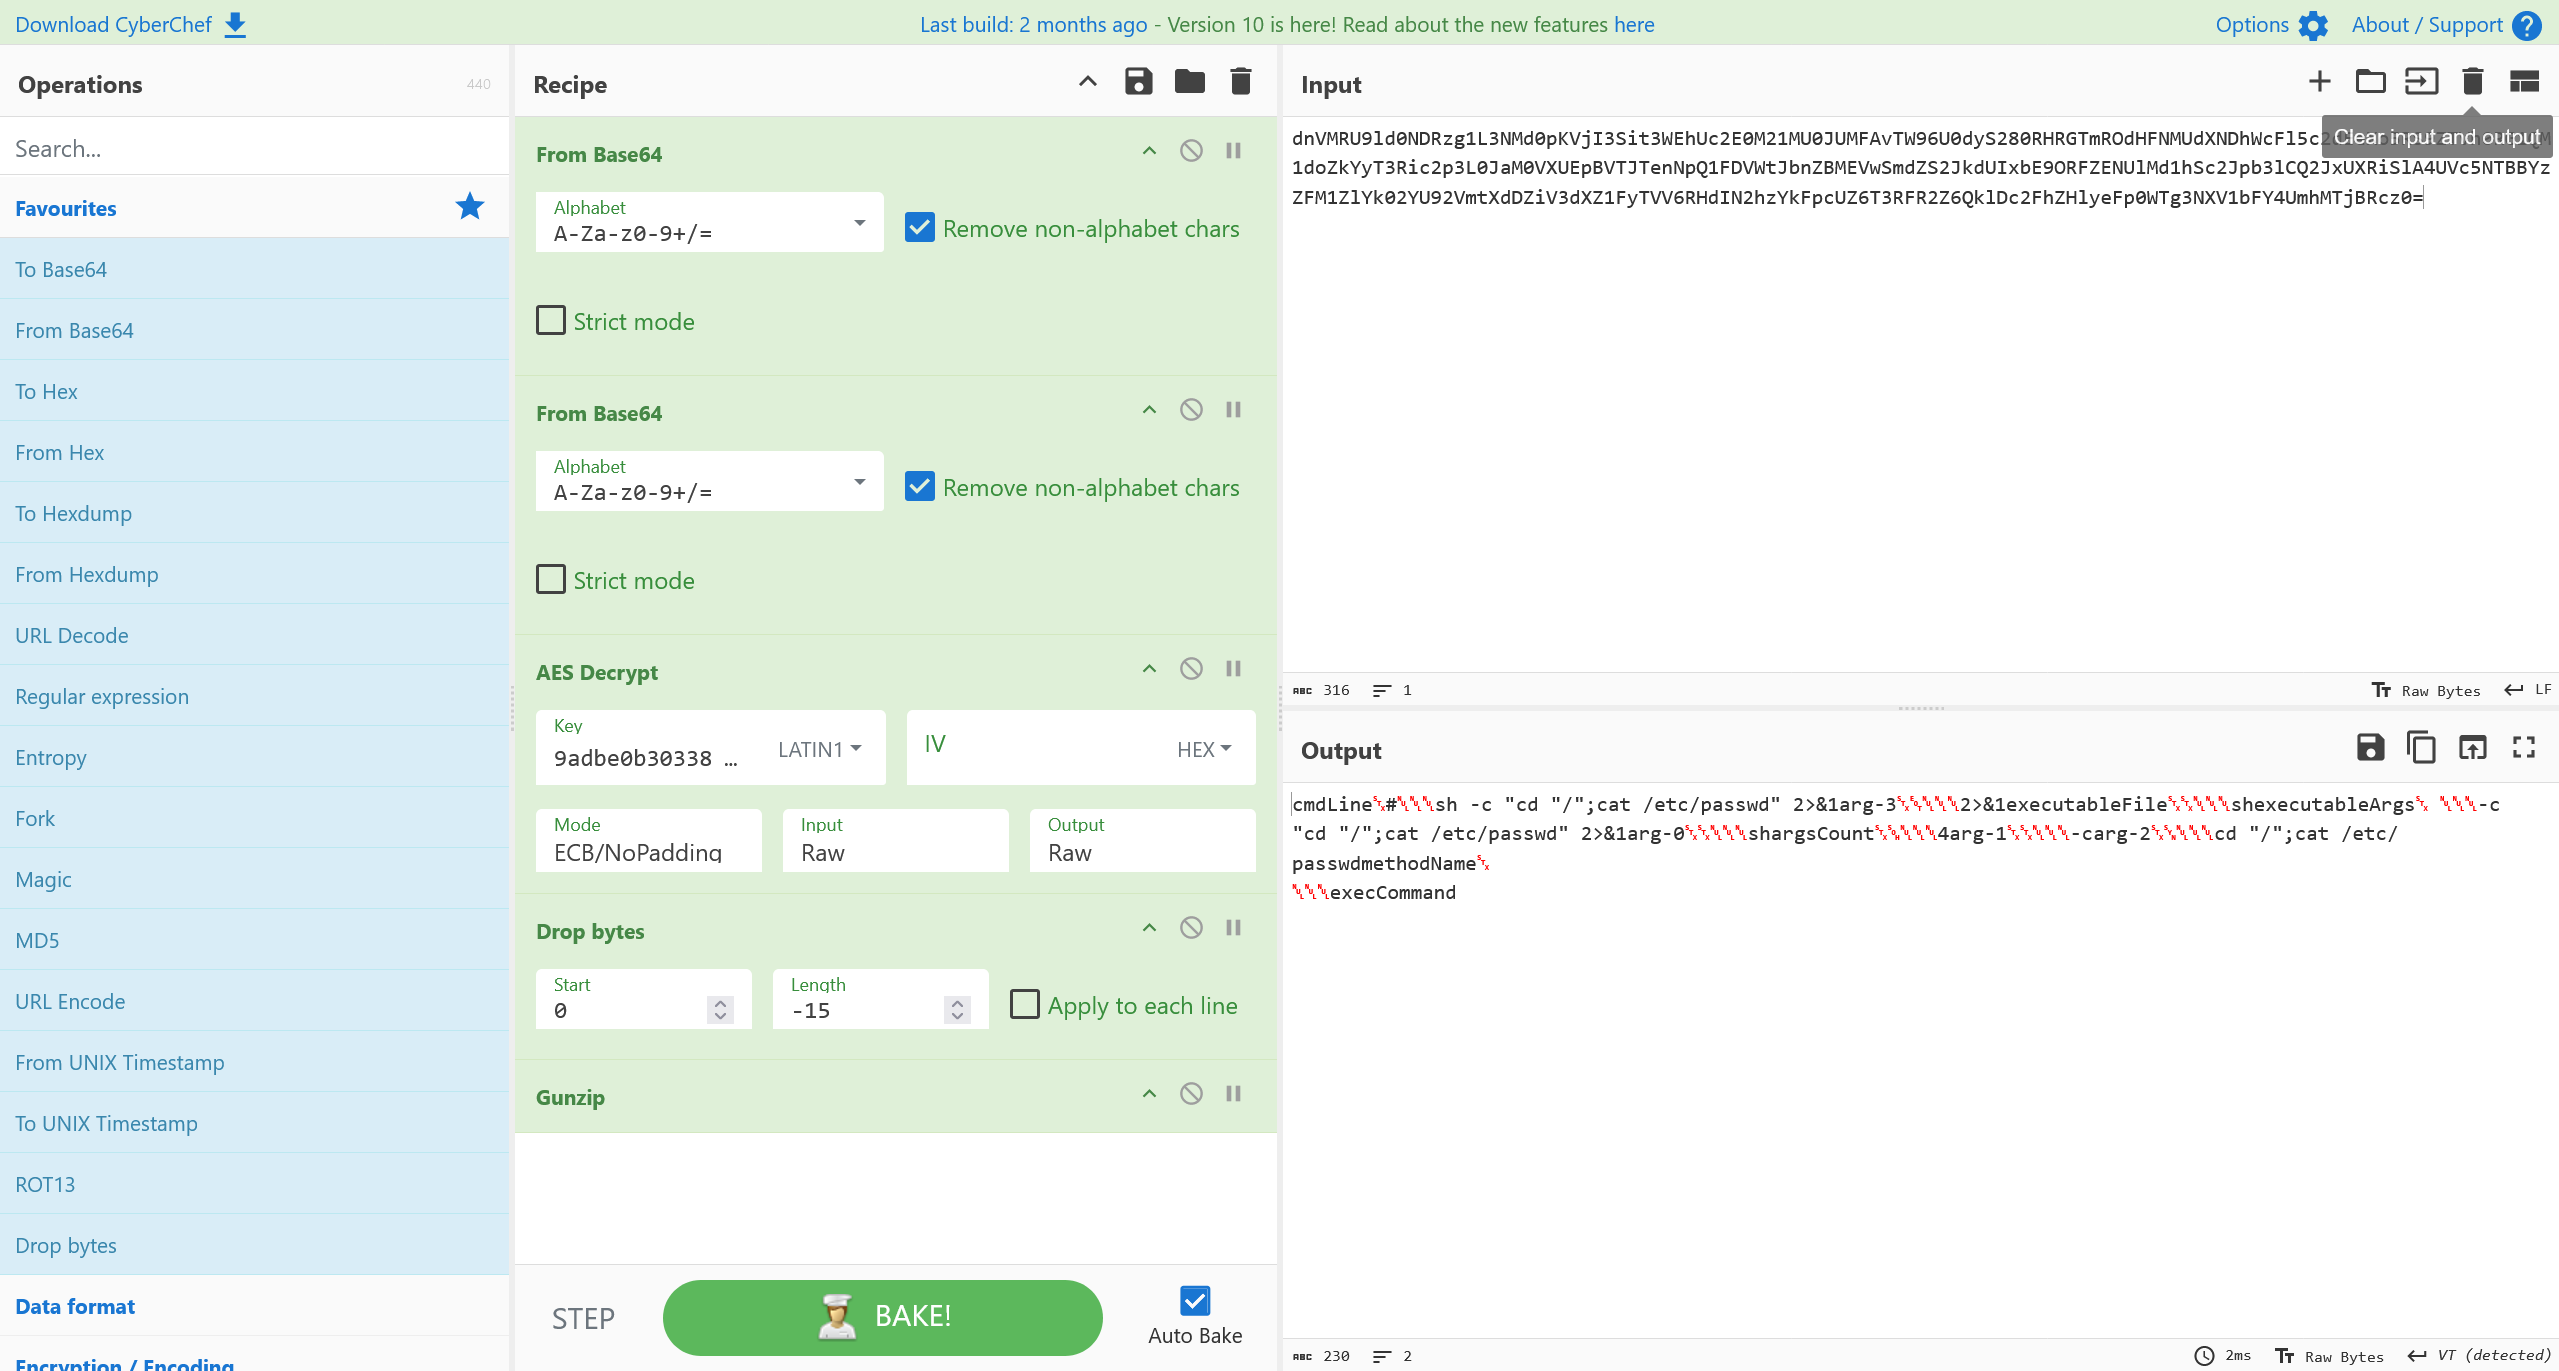 Download CyberChef
Last build: 2 months ago - Version 10 is here! Read about the new features here
Options
About / Support
Operations
440
Search...
Favourites
To Base64
From Base64
To Hex
From Hex
To Hexdump
From Hexdump
URL Decode
Regular expression
Entropy
Fork
Magic
MD5
URL Encode
From UNIX Timestamp
To UNIX Timestamp
ROT13
Drop bytes
Data format
Encryption / Encoding
Recipe
From Base64
Alphabet
A-Za-z0-9+/=
Remove non-alphabet chars
Strict mode
From Base64
Alphabet
A-Za-z0-9+/=
Remove non-alphabet chars
Strict mode
AES Decrypt
Key
9adbe0b30338 …
LATIN1
IV
HEX
Mode
ECB/NoPadding
Input
Raw
Output
Raw
Drop bytes
Start
0
Length
-15
Apply to each line
Gunzip
STEP
BAKE!
Auto Bake
Input
Clear input and output
dnVMRU9ld0NDRzg1L3NMd0pKVjI3Sit3WEhUc2E0M21MU0JUMFAvTW96U0dyS280RHRGTmROdHFNMUdXNDhWcFl5c
1doZkYyT3Ric2p3L0JaM0VXUEpBVTJTenNpQ1FDVWtJbnZBMEVwSmdZS2JkdUIxbE9ORFZENUlMd1hSc2Jpb3lCQ2JxUXRiSlA4UVc5NTBBYz
ZFM1ZlYk02YU92VmtXdDZiV3dXZ1FyTVV6RHdIN2hzYkFpcUZ6T3RFR2Z6QklDc2FhZHlyeFp0WTg3NXV1bFY4UmhMTjBRcz0=
316
1
Raw Bytes
LF
Output
cmdLine#sh -c "cd "/";cat /etc/passwd" 2>&1arg-32>&1executableFileshexecutableArgs -c
"cd "/";cat /etc/passwd" 2>&1arg-0shargsCount4arg-1-carg-2cd "/";cat /etc/
passwdmethodName
execCommand
230
2
2ms
Raw Bytes
VT (detected)